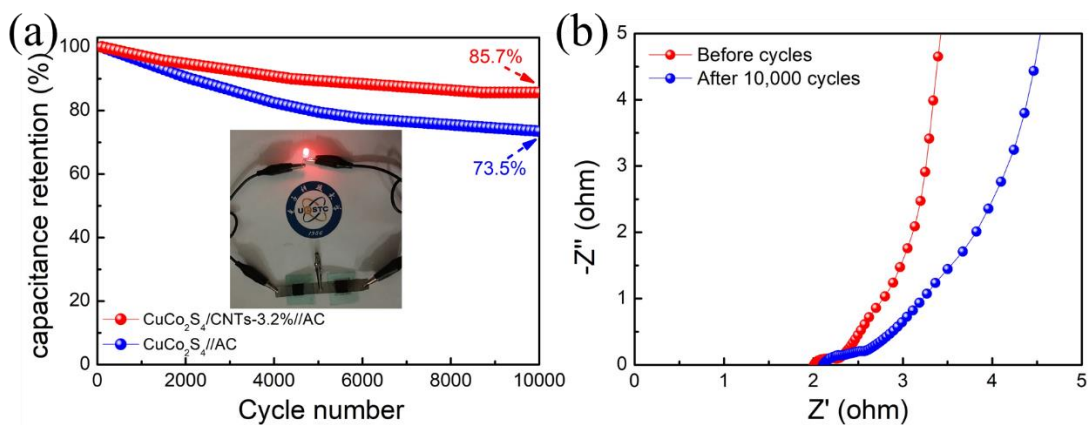 (a)
capacitance retention (%)
100
80
60
40
20
0
85.7%
73.5%
CuCo₂S₄/CNTs-3.2%//AC
CuCo₂S₄//AC
0
2000
4000
6000
8000
10000
Cycle number
(b)
-Z" (ohm)
5
4
3
2
1
0
Before cycles
After 10,000 cycles
0
1
2
3
4
5
Z' (ohm)